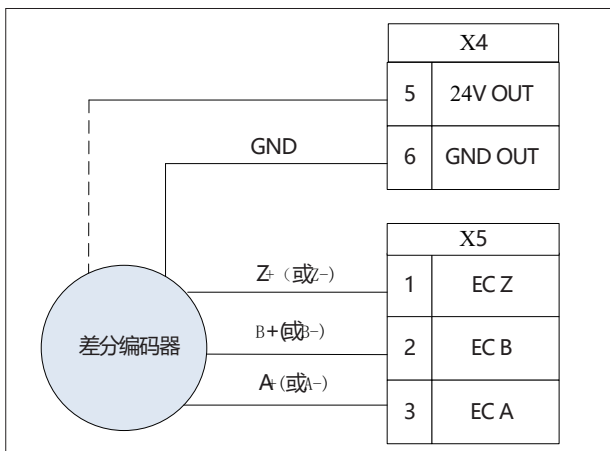 X4
5 24V OUT
GND
6 GND OUT
X5
Z+（或Z-)
1 EC Z
差分编码器
B+(或B-)
2 EC B
A+(或A-)
3 EC A